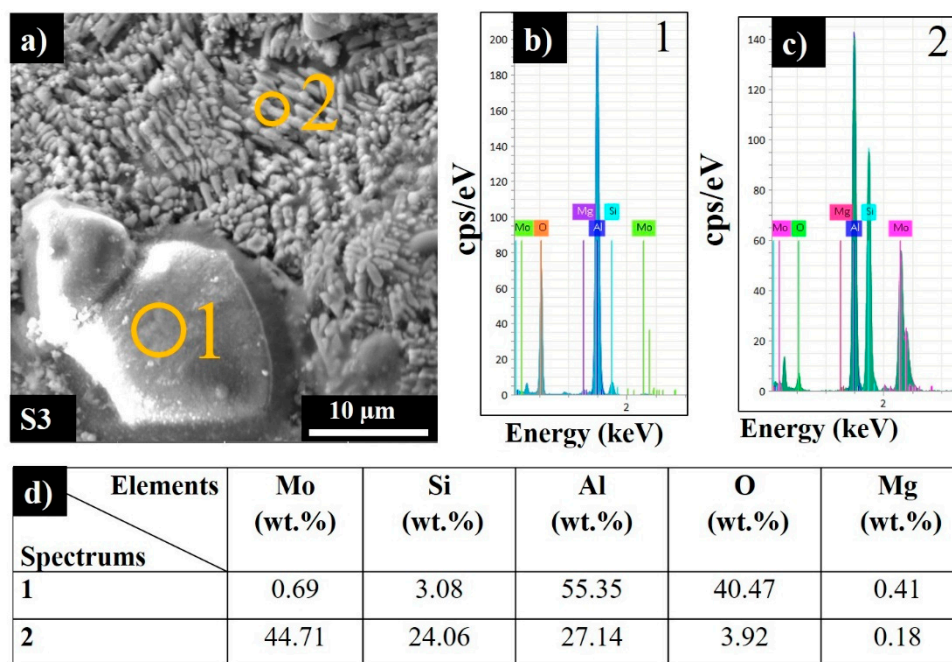 a)
1
2
S3
10 µm
b)
1
cps/eV
200
180
160
140
120
100
80
60
40
20
0
Mo
O
Mg
Al
Si
Mo
2
Energy (keV)
c)
2
cps/eV
140
120
100
80
60
40
20
0
Mo
O
Mg
Al
Si
Mo
2
Energy (keV)
d)
Elements Mo Si Al O Mg
(wt.%) (wt.%) (wt.%) (wt.%) (wt.%)
Spectrums
1 0.69 3.08 55.35 40.47 0.41
2 44.71 24.06 27.14 3.92 0.18